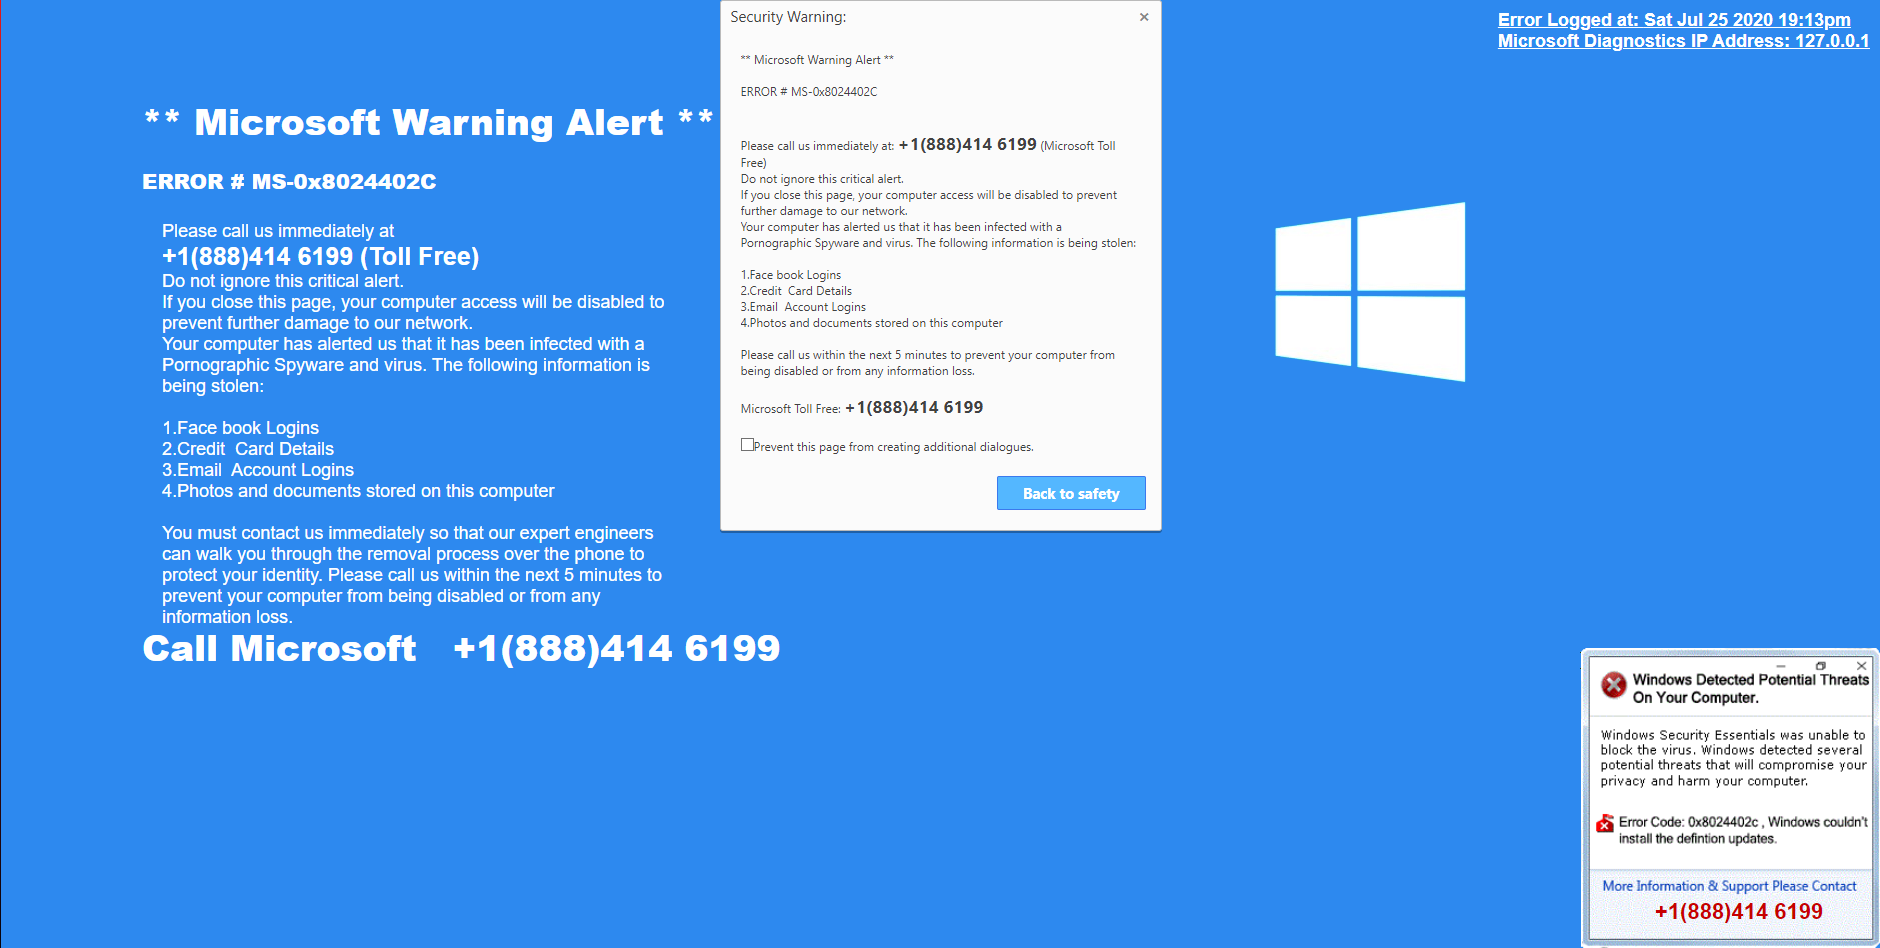 ** Microsoft Warning Alert **
ERROR # MS-0x8024402C
Please call us immediately at
+1(888)414 6199 (Toll Free)
Do not ignore this critical alert.
If you close this page, your computer access will be disabled to
prevent further damage to our network.
Your computer has alerted us that it has been infected with a
Pornographic Spyware and virus. The following information is
being stolen:
1.Face book Logins
2.Credit  Card Details
3.Email  Account Logins
4.Photos and documents stored on this computer
You must contact us immediately so that our expert engineers
can walk you through the removal process over the phone to
protect your identity. Please call us within the next 5 minutes to
prevent your computer from being disabled or from any
information loss.
Call Microsoft   +1(888)414 6199
Security Warning:
** Microsoft Warning Alert **
ERROR # MS-0x8024402C
Please call us immediately at: +1(888)414 6199 (Microsoft Toll
Free)
Do not ignore this critical alert.
If you close this page, your computer access will be disabled to prevent
further damage to our network.
Your computer has alerted us that it has been infected with a
Pornographic Spyware and virus. The following information is being stolen:
1.Face book Logins
2.Credit  Card Details
3.Email  Account Logins
4.Photos and documents stored on this computer
Please call us within the next 5 minutes to prevent your computer from
being disabled or from any information loss.
Microsoft Toll Free: +1(888)414 6199
Prevent this page from creating additional dialogues.
Back to safety
Error Logged at: Sat Jul 25 2020 19:13pm
Microsoft Diagnostics IP Address: 127.0.0.1
Windows Detected Potential Threats
On Your Computer.
Windows Security Essentials was unable to
block the virus. Windows detected several
potential threats that will compromise your
privacy and harm your computer.
Error Code: 0x8024402c , Windows couldn't
install the defintion updates.
More Information & Support Please Contact
+1(888)414 6199